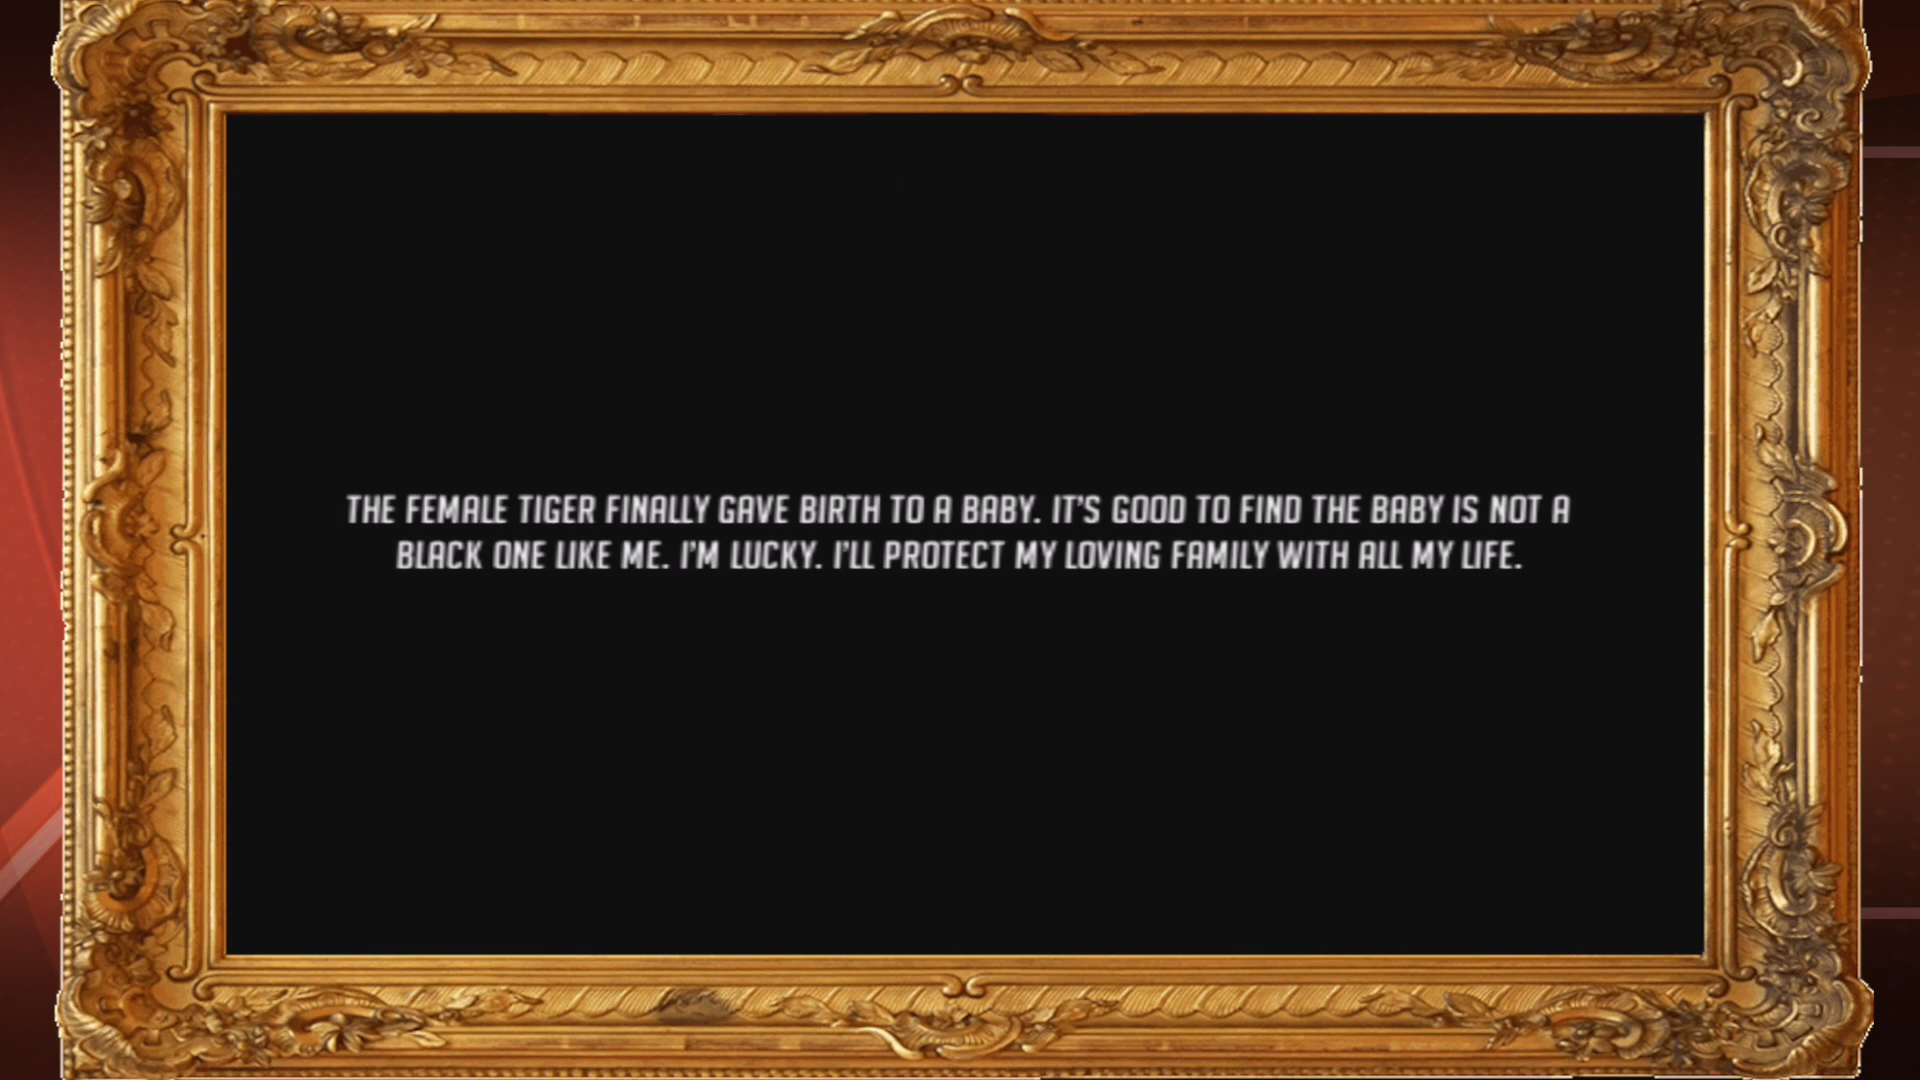 THE FEMALE TIGER FINALLY GAVE BIRTH TO A BABY. IT'S GOOD TO FIND THE BABY IS NOT A
BLACK ONE LIKE ME. I'M LUCKY. I'LL PROTECT MY LOVING FAMILY WITH ALL MY LIFE.